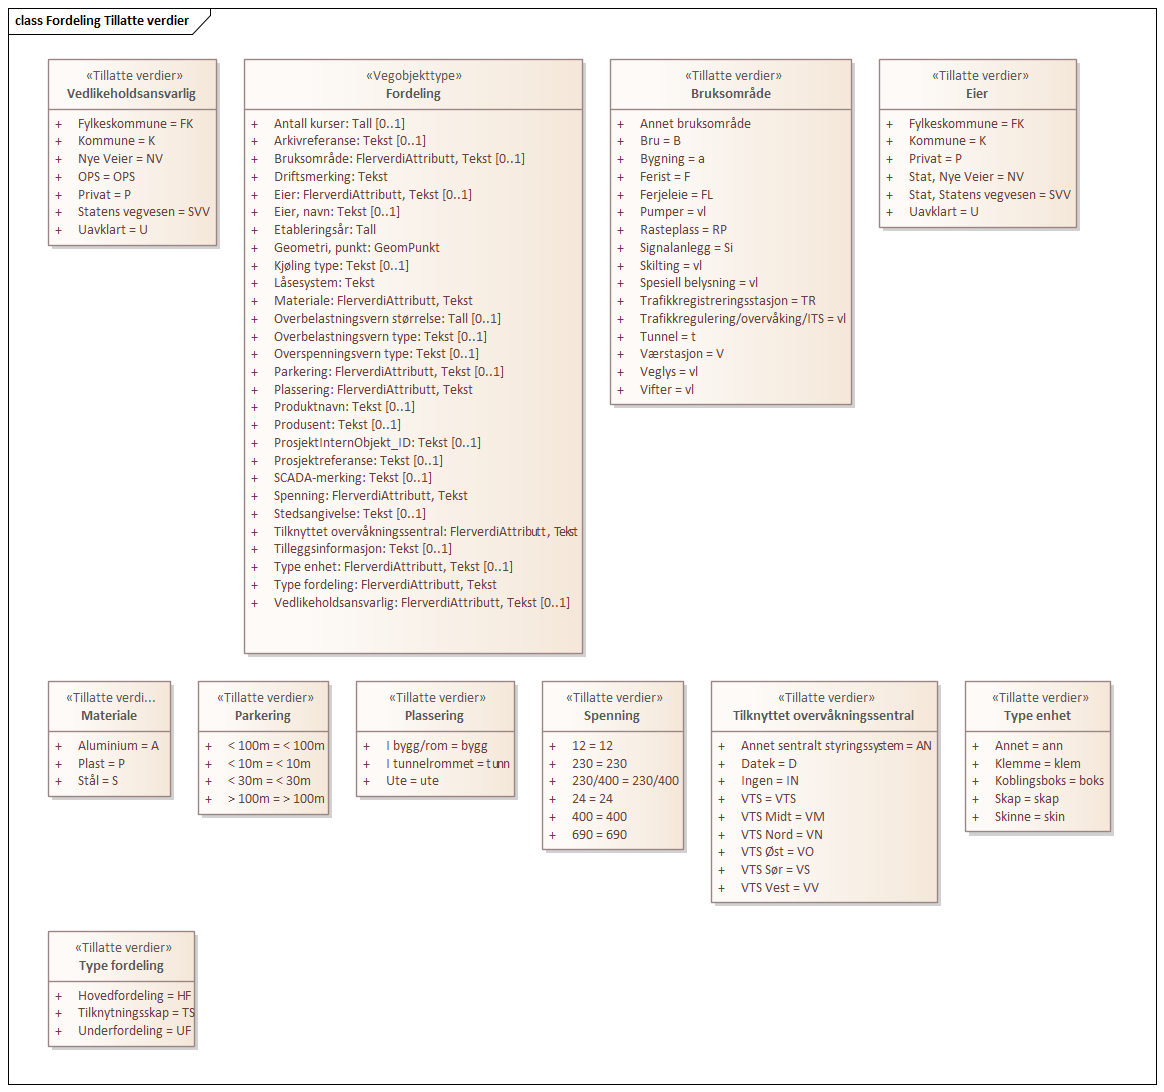 class Fordeling Tillatte verdier
«Tillatte verdier»
Vedlikeholdsansvarlig
+ Fylkeskommune = FK
+ Kommune = K
+ Nye Veier = NV
+ OPS = OPS
+ Privat = P
+ Statens vegvesen = SVV
+ Uavklart = U
«Vegobjekttype»
Fordeling
+ Antall kurser: Tall [0..1]
+ Arkivreferanse: Tekst [0..1]
+ Bruksområde: FlerverdiAttributt, Tekst [0..1]
+ Driftsmerking: Tekst
+ Eier: FlerverdiAttributt, Tekst [0..1]
+ Eier, navn: Tekst [0..1]
+ Etableringsår: Tall
+ Geometri, punkt: GeomPunkt
+ Kjøling type: Tekst [0..1]
+ Låsesystem: Tekst
+ Materiale: FlerverdiAttributt, Tekst
+ Overbelastningsvern størrelse: Tall [0..1]
+ Overbelastningsvern type: Tekst [0..1]
+ Overspenningsvern type: Tekst [0..1]
+ Parkering: FlerverdiAttributt, Tekst [0..1]
+ Plassering: FlerverdiAttributt, Tekst
+ Produktnavn: Tekst [0..1]
+ Produsent: Tekst [0..1]
+ ProsjektInternObjekt_ID: Tekst [0..1]
+ Prosjektreferanse: Tekst [0..1]
+ SCADA-merking: Tekst [0..1]
+ Spenning: FlerverdiAttributt, Tekst
+ Stedsangivelse: Tekst [0..1]
+ Tilknyttet overvåkningssentral: FlerverdiAttributt, Tekst
+ Tilleggsinformasjon: Tekst [0..1]
+ Type enhet: FlerverdiAttributt, Tekst [0..1]
+ Type fordeling: FlerverdiAttributt, Tekst
+ Vedlikeholdsansvarlig: FlerverdiAttributt, Tekst [0..1]
«Tillatte verdier»
Bruksområde
+ Annet bruksområde
+ Bru = B
+ Bygning = a
+ Ferist = F
+ Ferjeleie = FL
+ Pumper = vl
+ Rasteplass = RP
+ Signalanlegg = Si
+ Skilting = vl
+ Spesiell belysning = vl
+ Trafikkregistreringsstasjon = TR
+ Trafikkregulering/overvåking/ITS = vl
+ Tunnel = t
+ Værstasjon = V
+ Veglys = vl
+ Vifter = vl
«Tillatte verdier»
Eier
+ Fylkeskommune = FK
+ Kommune = K
+ Privat = P
+ Stat, Nye Veier = NV
+ Stat, Statens vegvesen = SVV
+ Uavklart = U
«Tillatte verdi...
Materiale
+ Aluminium = A
+ Plast = P
+ Stål = S
«Tillatte verdier»
Parkering
+ < 100m = < 100m
+ < 10m = < 10m
+ < 30m = < 30m
+ > 100m = > 100m
«Tillatte verdier»
Plassering
+ I bygg/rom = bygg
+ I tunnelrommet = tunn
+ Ute = ute
«Tillatte verdier»
Spenning
+ 12 = 12
+ 230 = 230
+ 230/400 = 230/400
+ 24 = 24
+ 400 = 400
+ 690 = 690
«Tillatte verdier»
Tilknyttet overvåkningssentral
+ Annet sentralt styringssystem = AN
+ Datek = D
+ Ingen = IN
+ VTS = VTS
+ VTS Midt = VM
+ VTS Nord = VN
+ VTS Øst = VO
+ VTS Sør = VS
+ VTS Vest = VV
«Tillatte verdier»
Type enhet
+ Annet = ann
+ Klemme = klem
+ Koblingsboks = boks
+ Skap = skap
+ Skinne = skin
«Tillatte verdier»
Type fordeling
+ Hovedfordeling = HF
+ Tilknytningsskap = TS
+ Underfordeling = UF